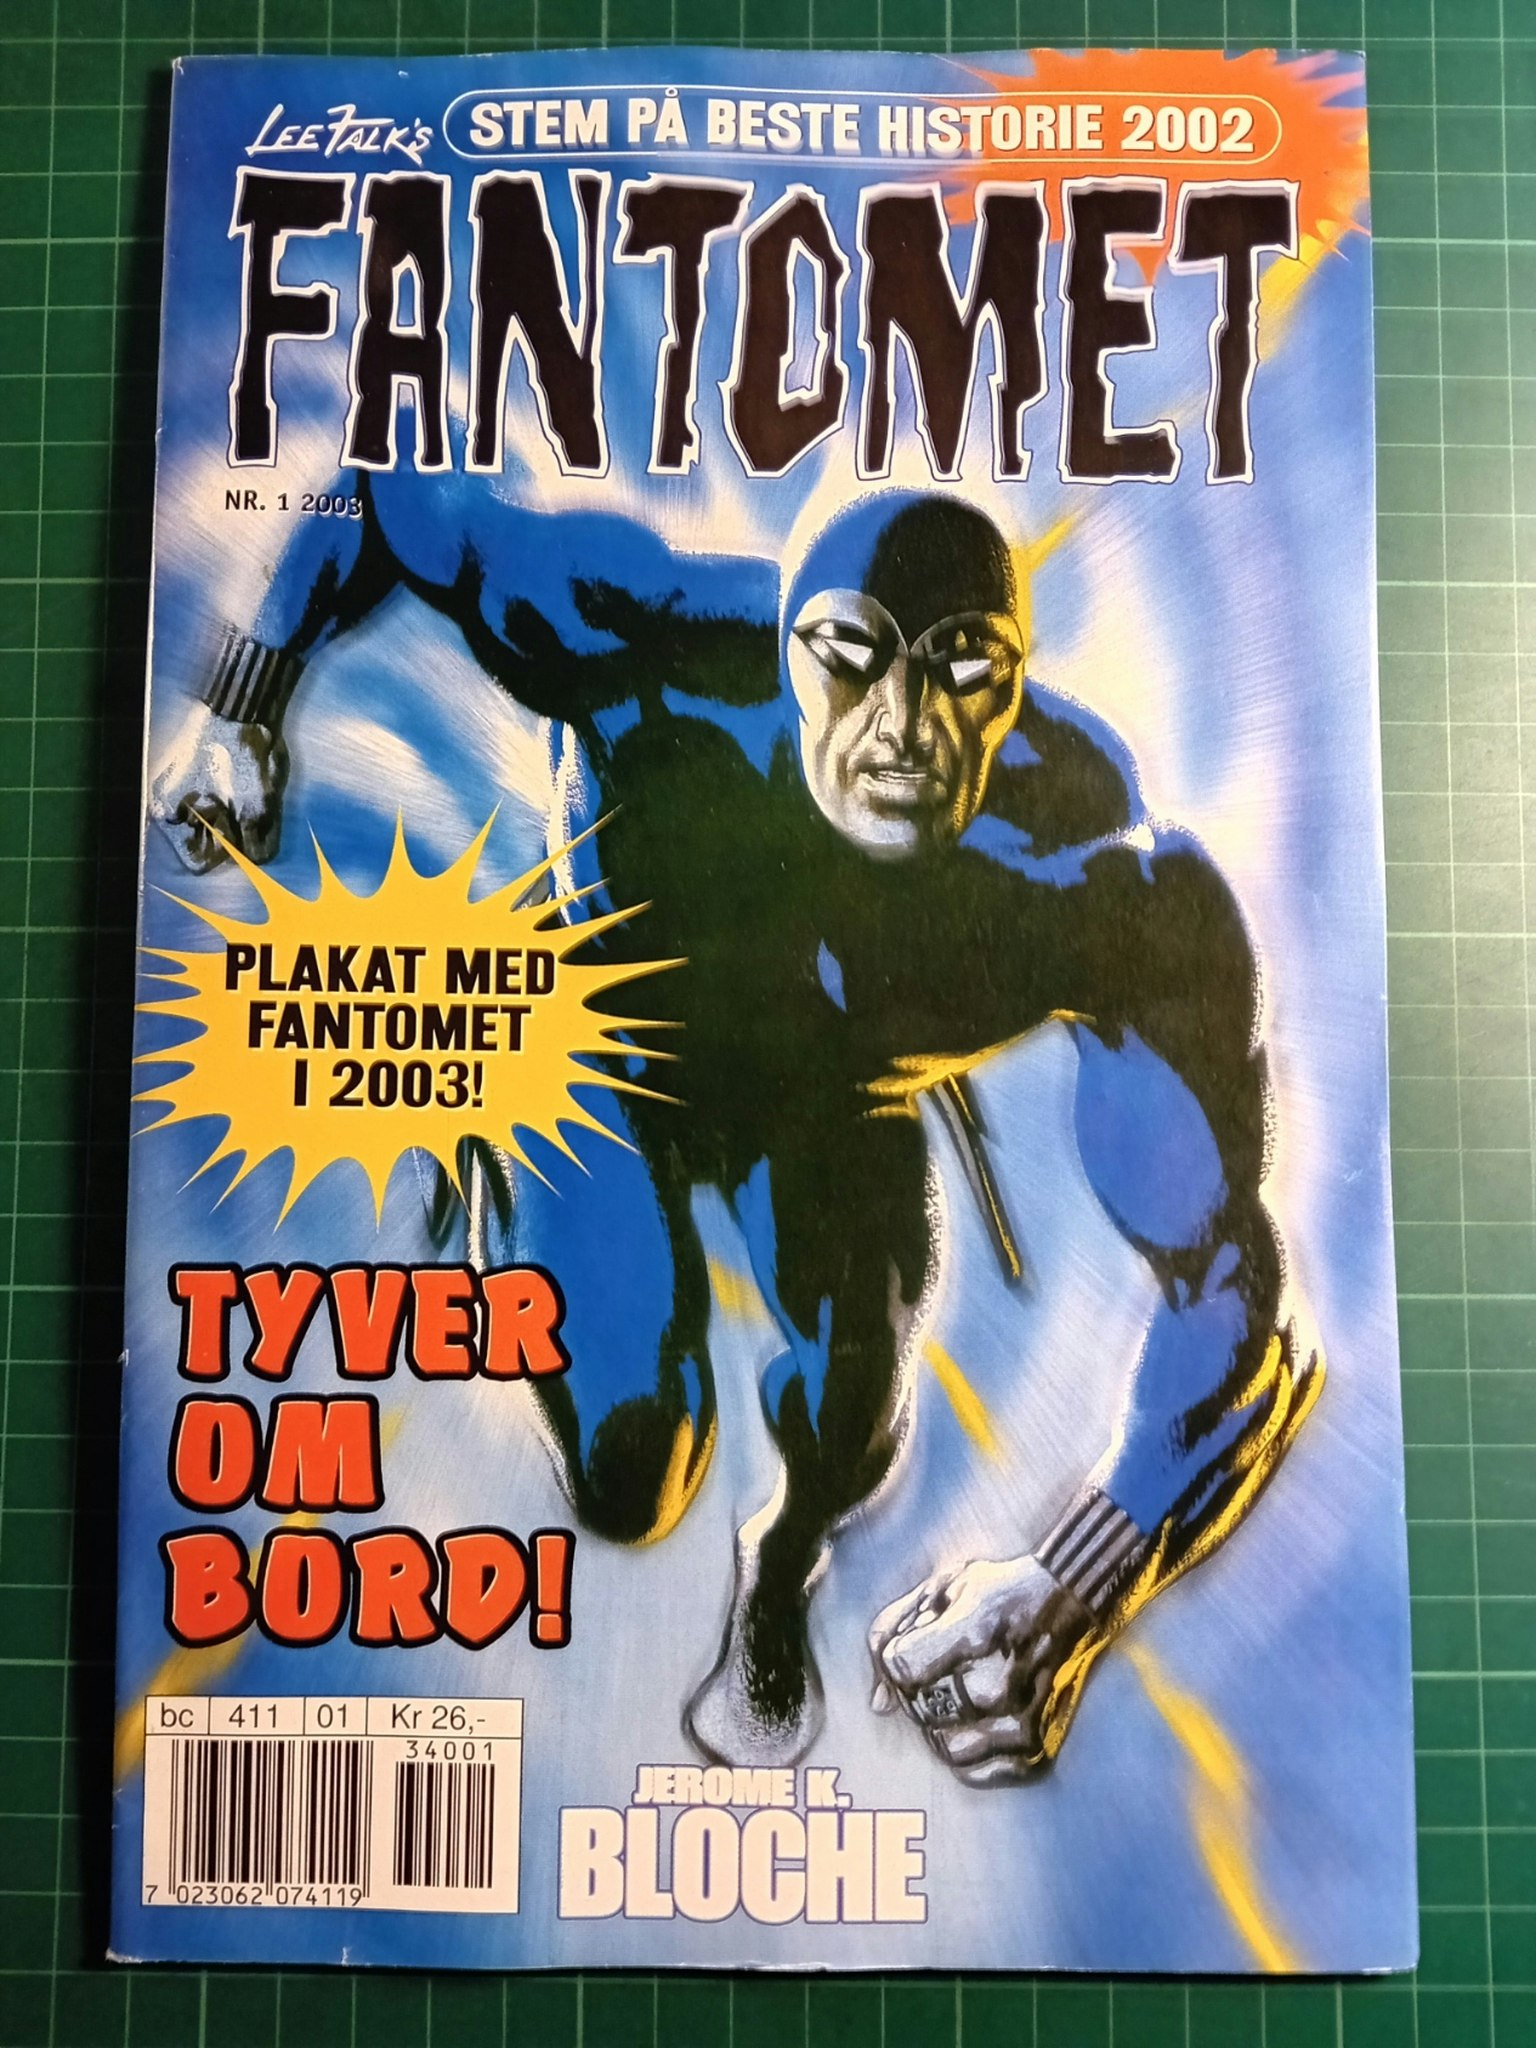 LEE FALK'S
STEM PÅ BESTE HISTORIE 2002
FANTOMET
NR. 1 2003
PLAKAT MED
FANTOMET
I 2003!
TYVER
OM
BORD!
bc 411 01 Kr 26,-
34001
7 023062 074119
JEROME K.
BLOCHE